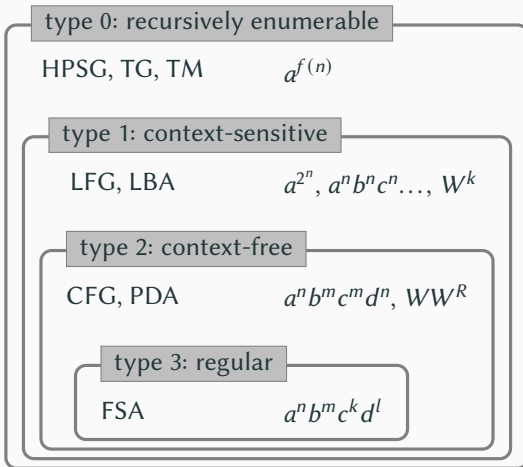 type 0: recursively enumerable
HPSG, TG, TM a^{f(n)}
type 1: context-sensitive
LFG, LBA a^{2^n}, a^n b^n c^n …, W^k
type 2: context-free
CFG, PDA a^n b^m c^m d^n, WW^R
type 3: regular
FSA a^n b^m c^k d^l